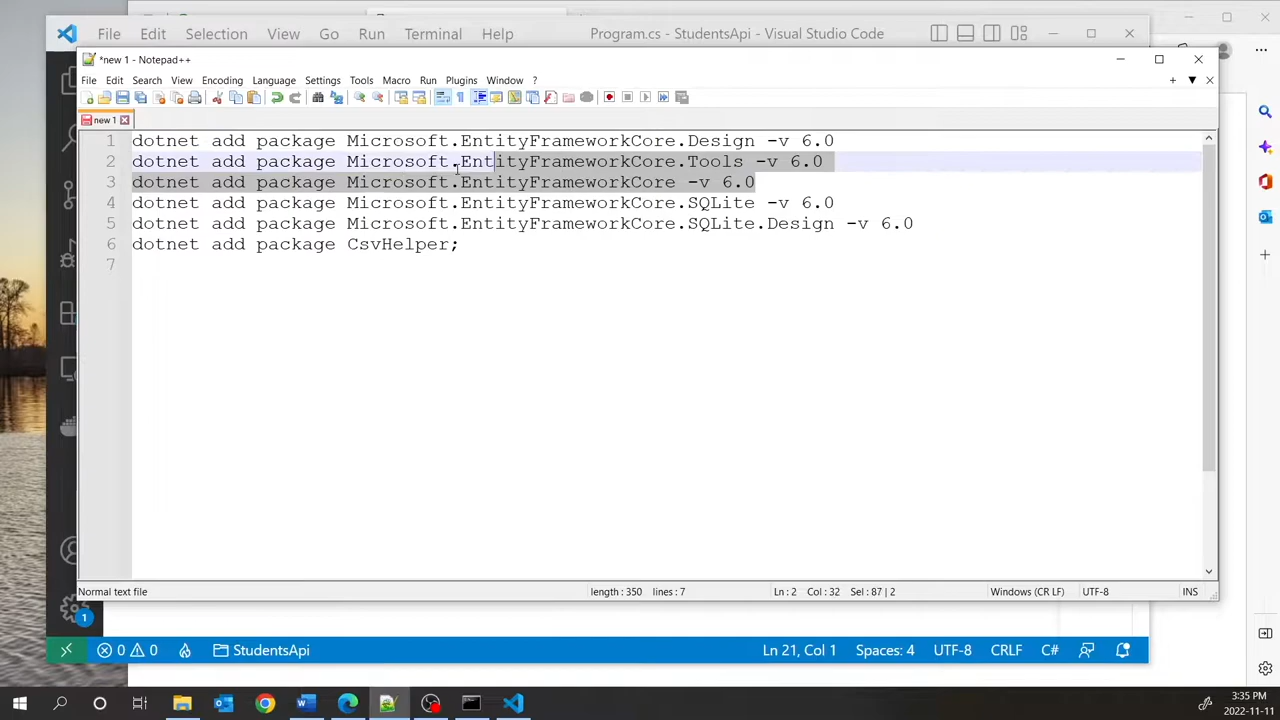 File Edit Selection View Go Run Terminal Help Program.cs - StudentsApi - Visual Studio Code
*new 1 - Notepad++
File Edit Search View Encoding Language Settings Tools Macro Run Plugins Window ?
new 1
1 dotnet add package Microsoft.EntityFrameworkCore.Design -v 6.0
2 dotnet add package Microsoft.EntityFrameworkCore.Tools -v 6.0
3 dotnet add package Microsoft.EntityFrameworkCore -v 6.0
4 dotnet add package Microsoft.EntityFrameworkCore.SQLite -v 6.0
5 dotnet add package Microsoft.EntityFrameworkCore.SQLite.Design -v 6.0
6 dotnet add package CsvHelper;
7
Normal text file length : 350 lines : 7 Ln : 2 Col : 32 Sel : 87 | 2 Windows (CR LF) UTF-8 INS
1
0 0 StudentsApi Ln 21, Col 1 Spaces: 4 UTF-8 CRLF C#
3:35 PM
2022-11-11